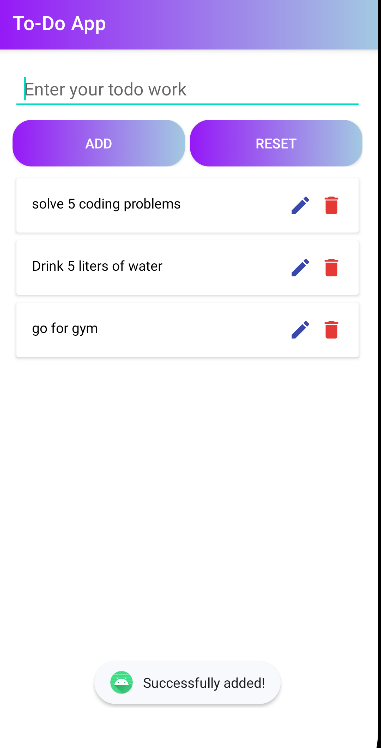 To-Do App
Enter your todo work
ADD
RESET
solve 5 coding problems
Drink 5 liters of water
go for gym
Successfully added!